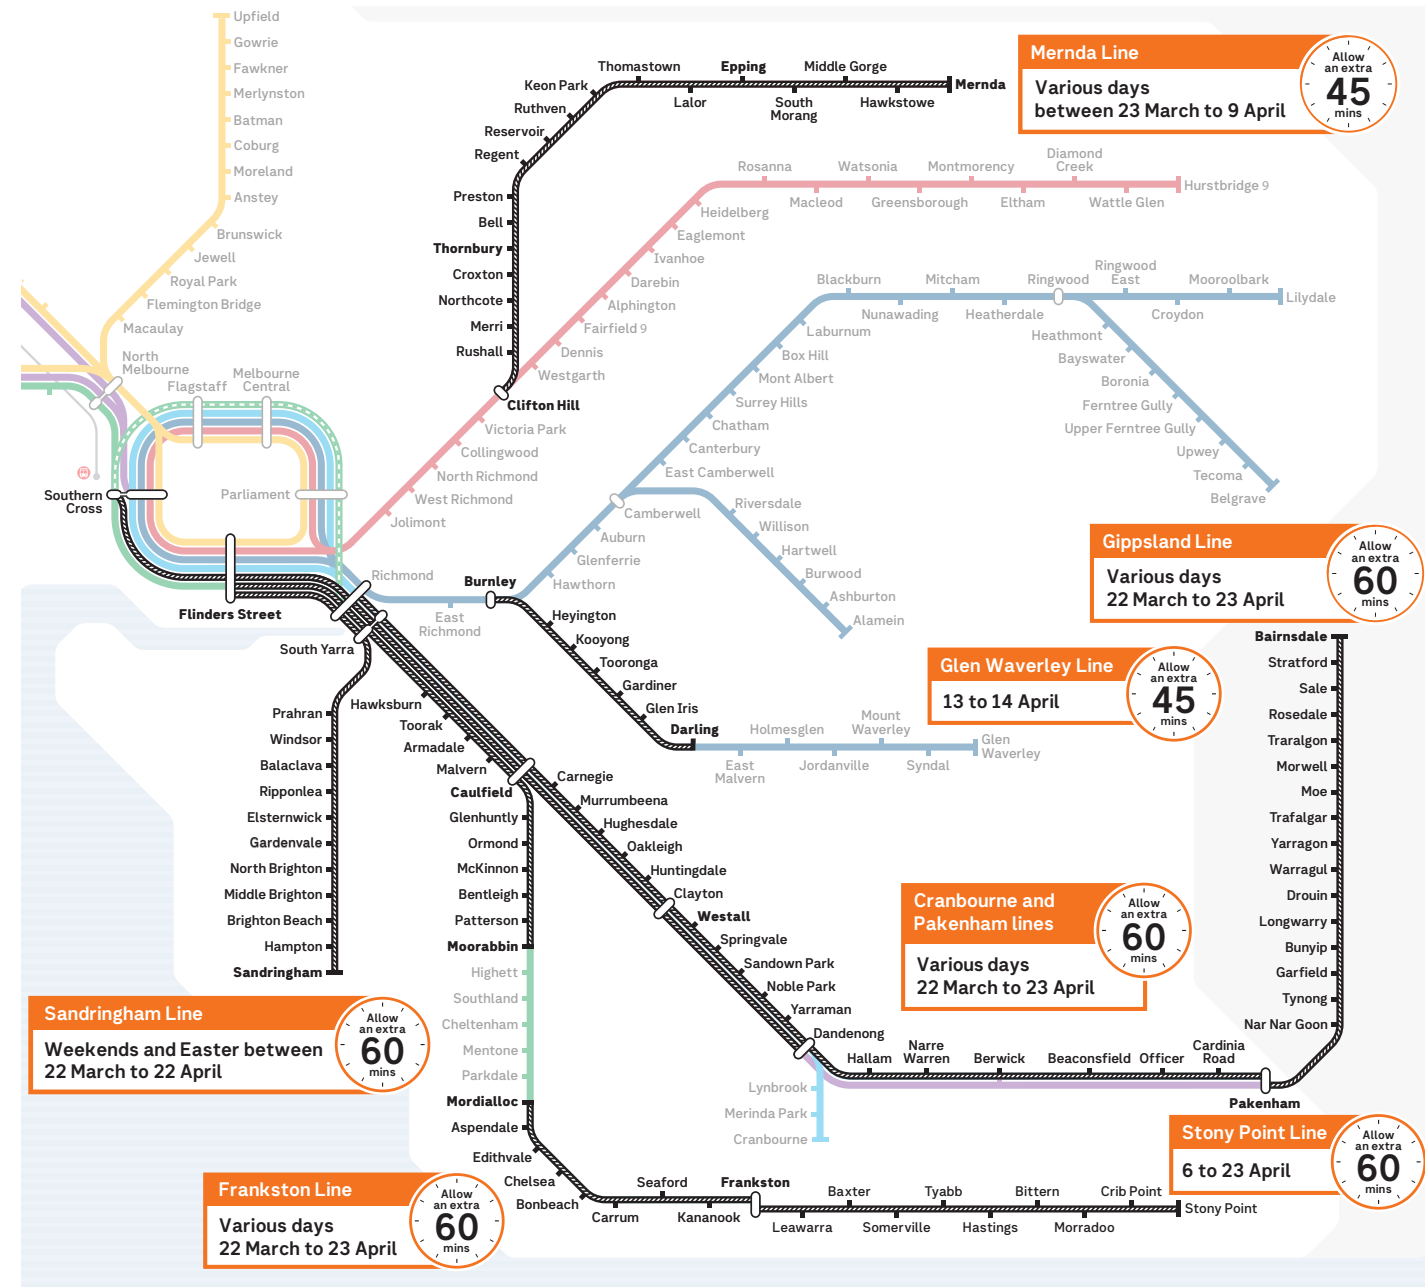 Upfield
Gowrie
Fawkner
Merlynston
Batman
Coburg
Moreland
Anstey
Brunswick
Jewell
Royal Park
Flemington Bridge
Macaulay
North
Melbourne
Flagstaff
Melbourne
Central
Parliament
Southern
Cross
Flinders Street
Thomastown
Epping
Middle Gorge
Keon Park
Mernda
Lalor
South
Morang
Hawkstowe
Ruthven
Reservoir
Regent
Preston
Bell
Thornbury
Croxton
Northcote
Merri
Rushall
Clifton Hill
Mernda Line
Various days
between 23 March to 9 April
Allow
an extra
45
mins
Rosanna
Watsonia
Montmorency
Diamond
Creek
Hurstbridge 9
Macleod
Greensborough
Eltham
Wattle Glen
Heidelberg
Eaglemont
Ivanhoe
Darebin
Alphington
Fairfield 9
Dennis
Westgarth
Victoria Park
Collingwood
North Richmond
West Richmond
Jolimont
Blackburn
Mitcham
Ringwood
Ringwood
East
Mooroolbark
Lilydale
Nunawading
Heatherdale
Croydon
Laburnum
Box Hill
Mont Albert
Surrey Hills
Chatham
Canterbury
East Camberwell
Camberwell
Auburn
Glenferrie
Hawthorn
Heathmont
Bayswater
Boronia
Ferntree Gully
Upper Ferntree Gully
Upwey
Tecoma
Belgrave
Riversdale
Willison
Hartwell
Burwood
Ashburton
Alamein
Richmond
Burnley
East
Richmond
South Yarra
Heyington
Kooyong
Tooronga
Gardiner
Glen Iris
Darling
Holmesglen
Mount
Waverley
Glen
Waverley
East
Malvern
Jordanville
Syndal
Glen Waverley Line
13 to 14 April
Allow
an extra
45
mins
Gippsland Line
Various days
22 March to 23 April
Allow
an extra
60
mins
Bairnsdale
Stratford
Sale
Rosedale
Traralgon
Morwell
Moe
Trafalgar
Yarragon
Warragul
Drouin
Longwarry
Bunyip
Garfield
Tynong
Nar Nar Goon
Prahran
Windsor
Balaclava
Ripponlea
Elsternwick
Gardenvale
North Brighton
Middle Brighton
Brighton Beach
Hampton
Sandringham
Hawksburn
Toorak
Armadale
Malvern
Caulfield
Glenhuntly
Ormond
McKinnon
Bentleigh
Patterson
Moorabbin
Highett
Southland
Cheltenham
Mentone
Parkdale
Mordialloc
Aspendale
Edithvale
Chelsea
Bonbeach
Carnegie
Murrumbeena
Hughesdale
Oakleigh
Huntingdale
Clayton
Westall
Springvale
Sandown Park
Noble Park
Yarraman
Dandenong
Cranbourne and
Pakenham lines
Various days
22 March to 23 April
Allow
an extra
60
mins
Hallam
Narre
Warren
Berwick
Beaconsfield
Officer
Cardinia
Road
Pakenham
Lynbrook
Merinda Park
Cranbourne
Sandringham Line
Weekends and Easter between
22 March to 22 April
Allow
an extra
60
mins
Frankston Line
Various days
22 March to 23 April
Allow
an extra
60
mins
Seaford
Frankston
Carrum
Kananook
Baxter
Tyabb
Bittern
Crib Point
Stony Point
Leawarra
Somerville
Hastings
Morradoo
Stony Point Line
6 to 23 April
Allow
an extra
60
mins